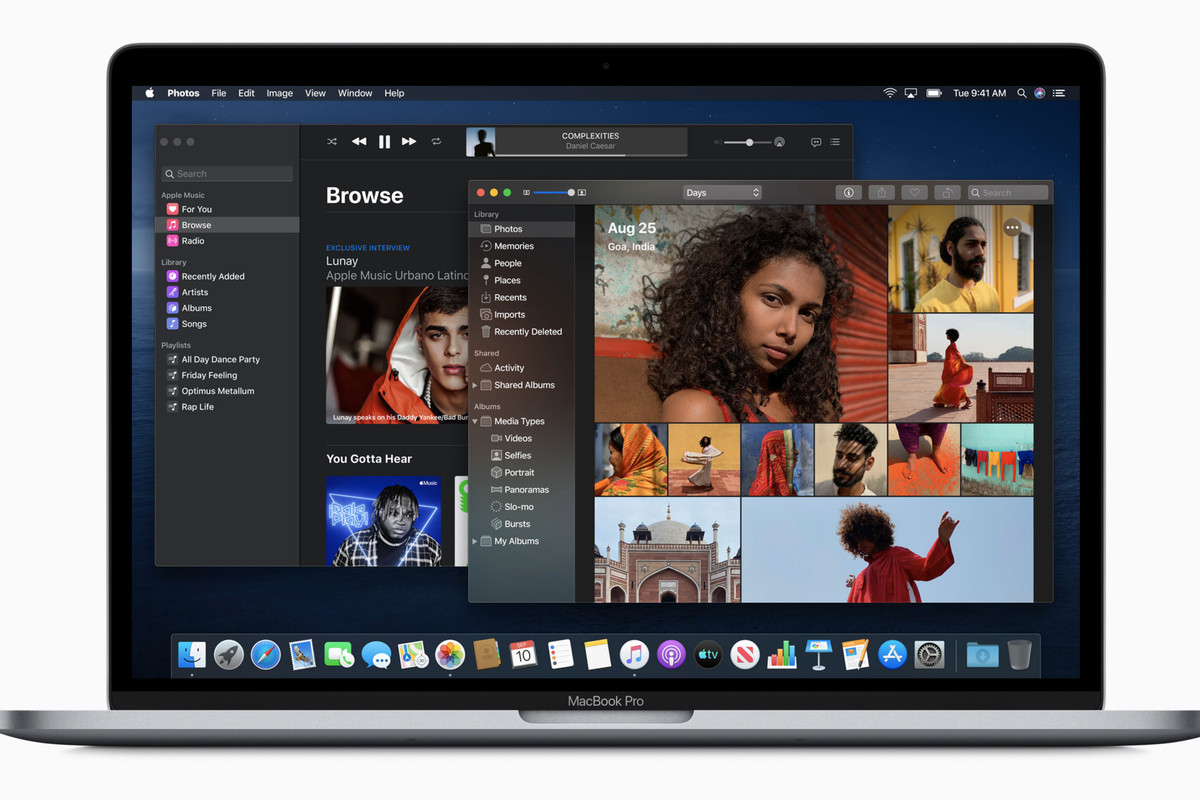 Photos File Edit Image View Window Help
Tue 9:41 AM
COMPLEXITIES
Daniel Caesar
Search
Apple Music
For You
Browse
Radio
Library
Recently Added
Artists
Albums
Songs
Playlists
All Day Dance Party
Friday Feeling
Optimus Metallum
Rap Life
Browse
EXCLUSIVE INTERVIEW
Lunay
Apple Music Urbano Latino
Lunay speaks on his Daddy Yankee/Bad
You Gotta Hear
Music
Days
Search
Library
Photos
Memories
People
Places
Recents
Imports
Recently Deleted
Shared
Activity
Shared Albums
Albums
Media Types
Videos
Selfies
Portrait
Panoramas
Slo-mo
Bursts
My Albums
Aug 25
Goa, India
10
tv
MacBook Pro